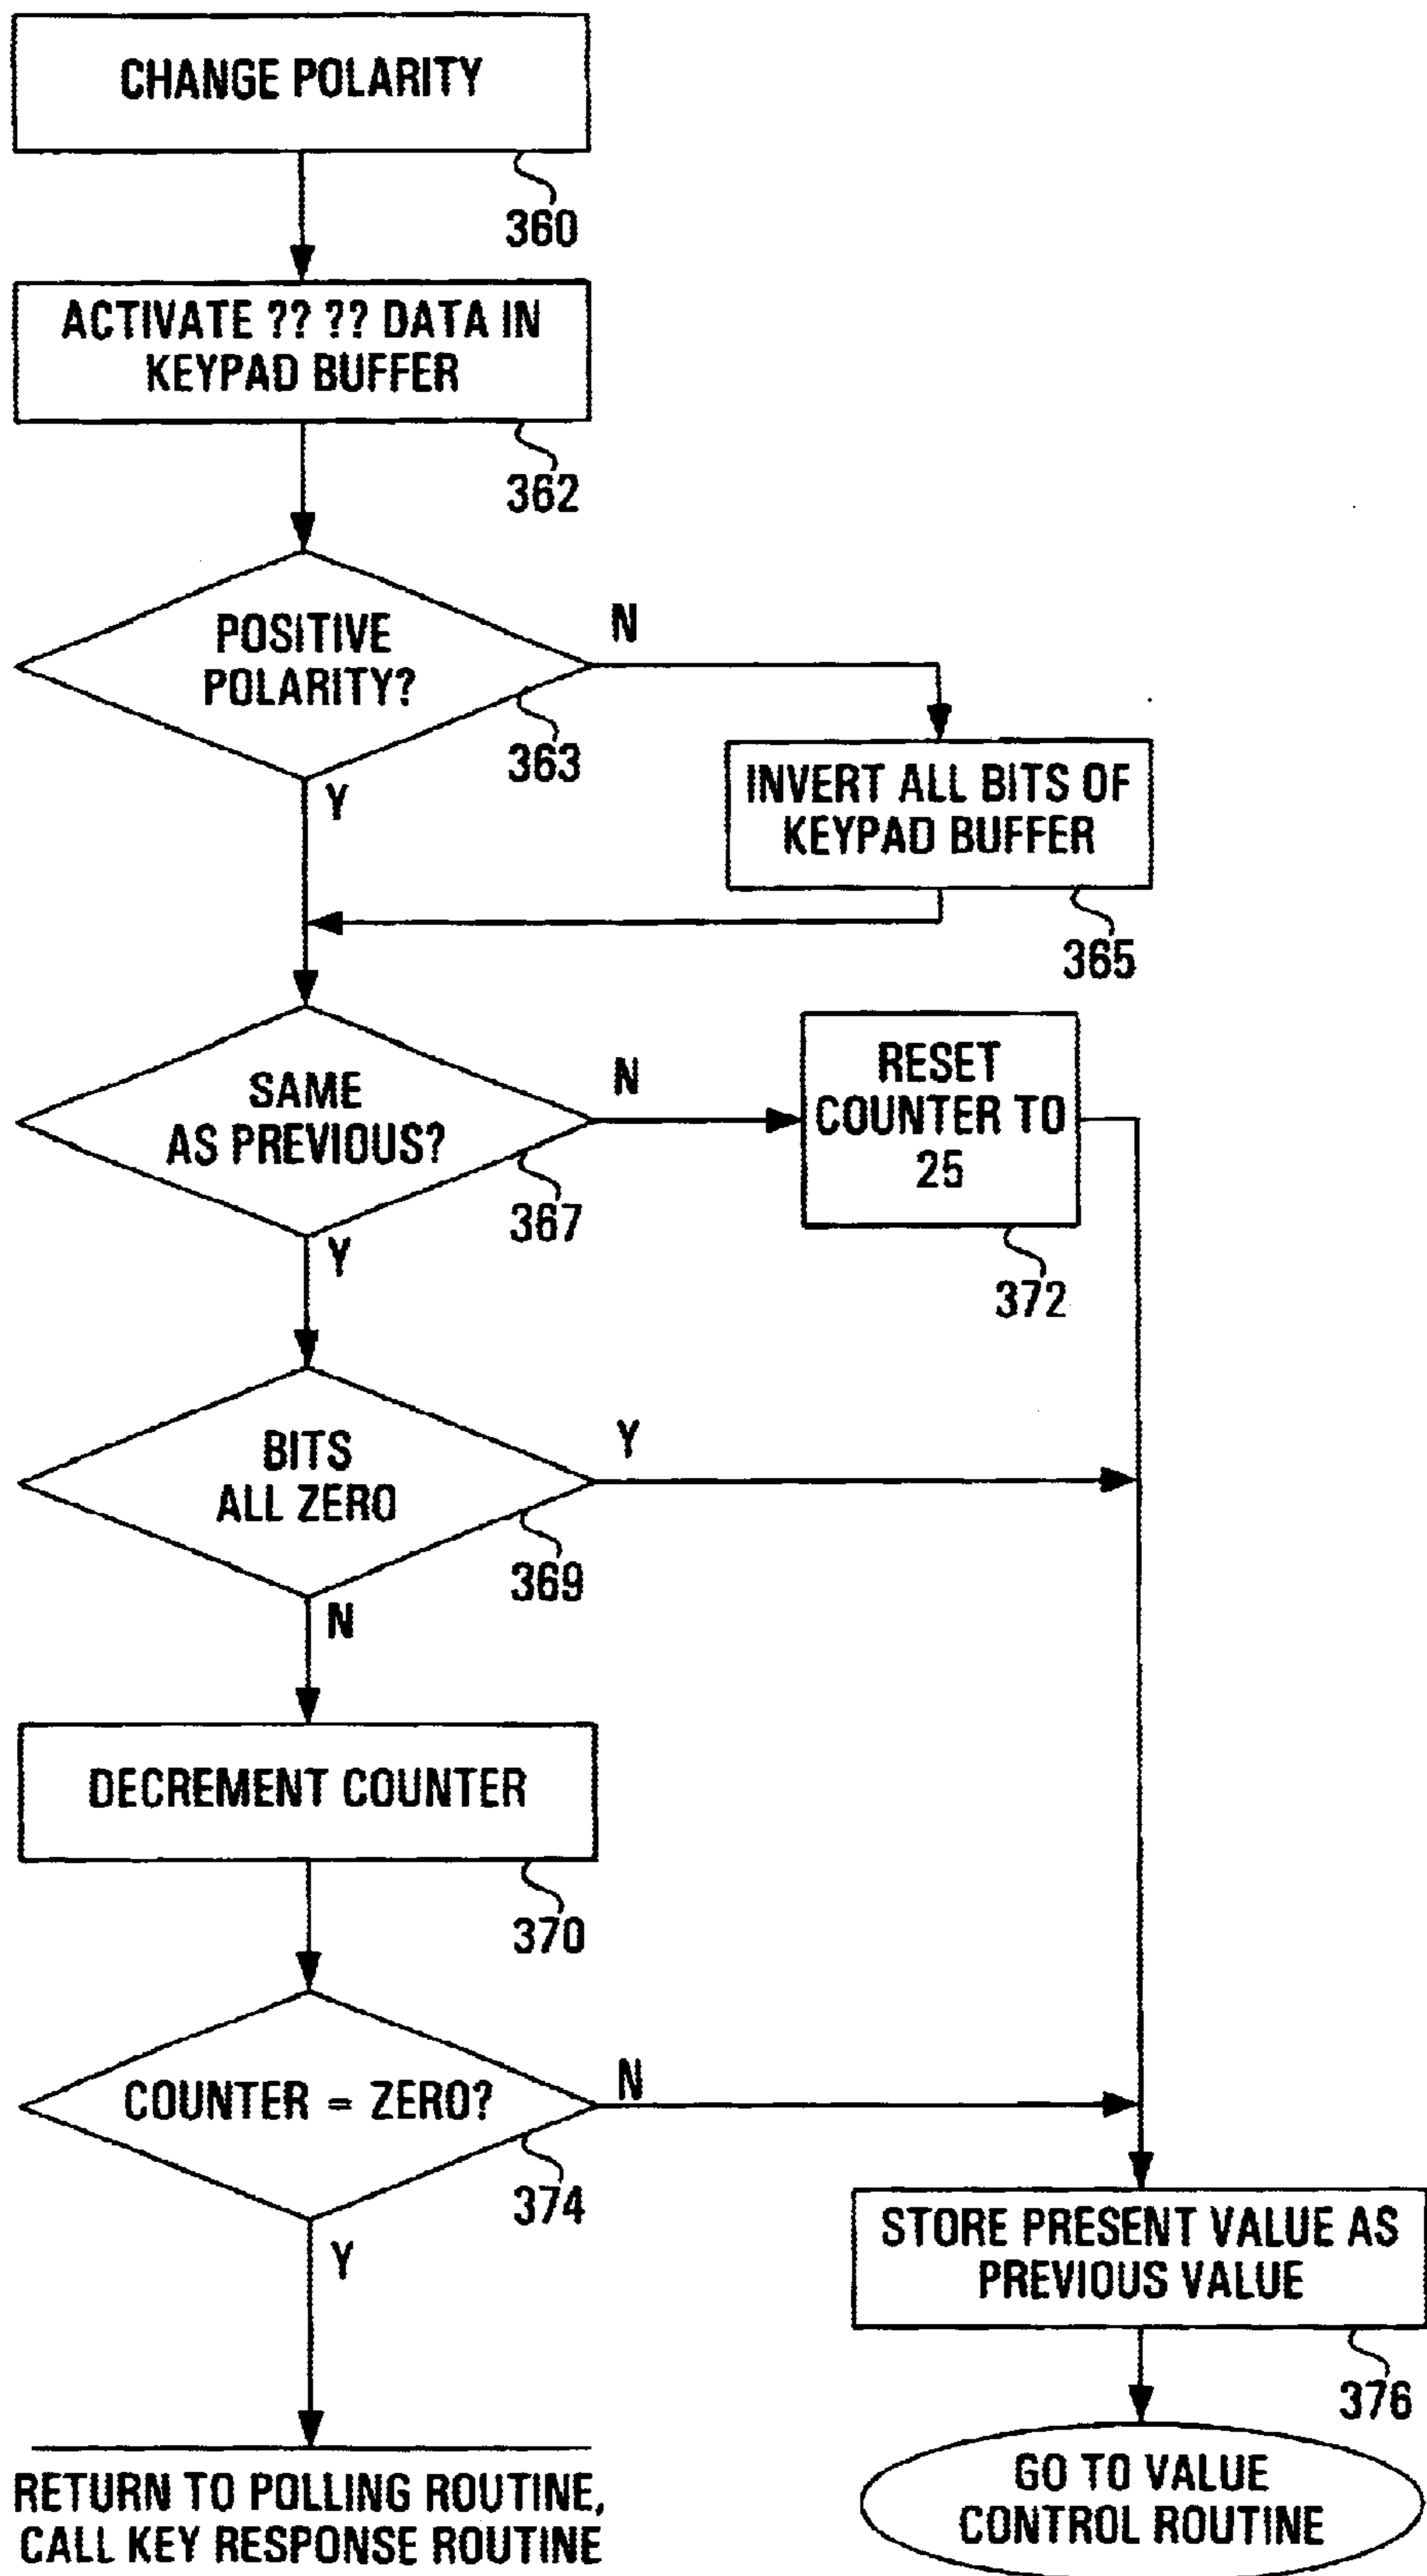 CHANGE POLARITY
360
ACTIVATE ?? ?? DATA IN
KEYPAD BUFFER
362
POSITIVE
POLARITY?
363
N
Y
INVERT ALL BITS OF
KEYPAD BUFFER
365
SAME
AS PREVIOUS?
367
N
Y
RESET
COUNTER TO
25
372
BITS
ALL ZERO
369
Y
N
DECREMENT COUNTER
370
COUNTER = ZERO?
374
N
Y
STORE PRESENT VALUE AS
PREVIOUS VALUE
376
RETURN TO POLLING ROUTINE,
CALL KEY RESPONSE ROUTINE
GO TO VALUE
CONTROL ROUTINE